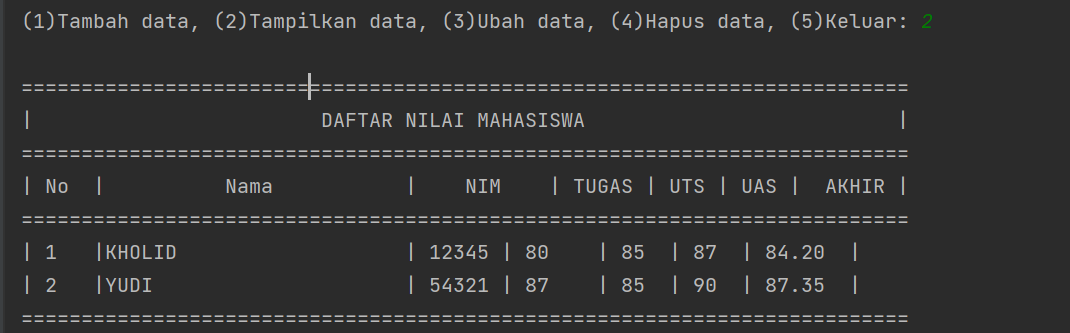 (1)Tambah data, (2)Tampilkan data, (3)Ubah data, (4)Hapus data, (5)Keluar: 2
==========================================================================
|                        DAFTAR NILAI MAHASISWA                          |
==========================================================================
| No  |          Nama           |    NIM    | TUGAS | UTS | UAS |  AKHIR |
==========================================================================
| 1   |KHOLID                   | 12345 | 80    | 85  | 87  | 84.20  |
| 2   |YUDI                     | 54321 | 87    | 85  | 90  | 87.35  |
==========================================================================